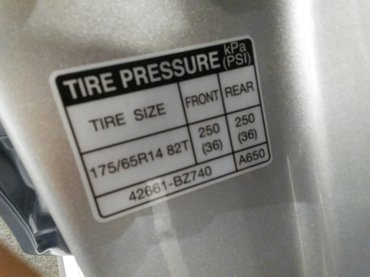 TIRE PRESSURE kPa (PSI)
TIRE SIZE FRONT REAR
175/65R14 82T 250 (36) 250 (36)
42661-BZ740 A650